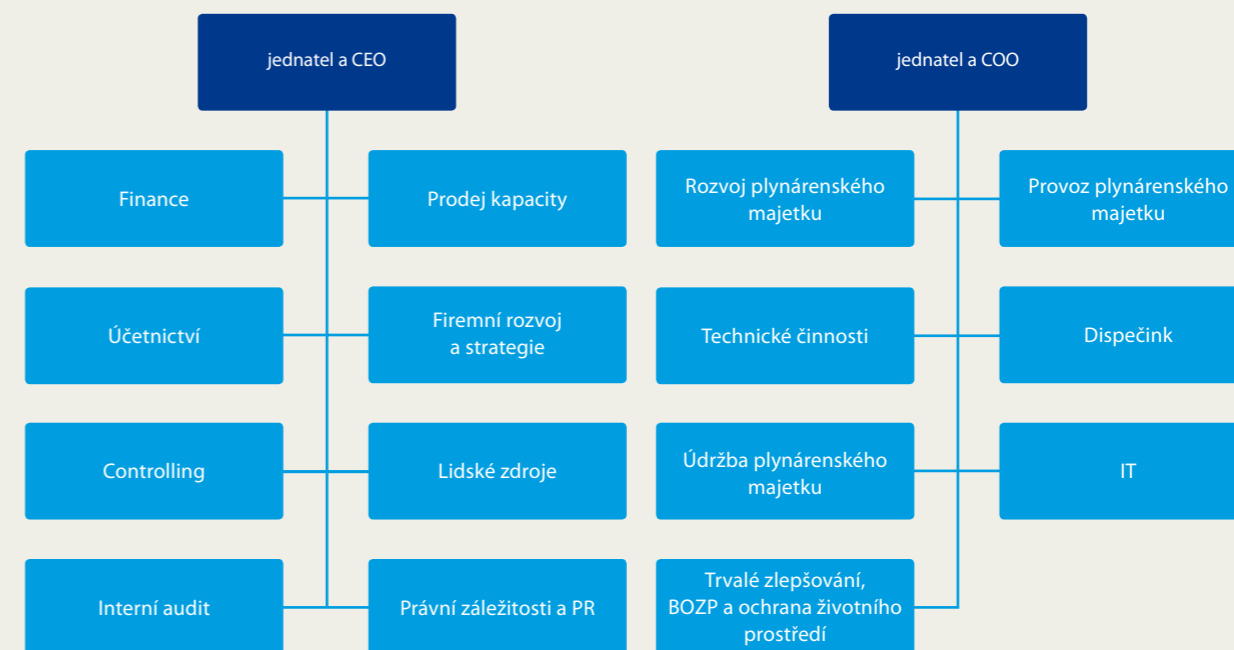 jednatel a CEO
jednatel a COO
Finance
Prodej kapacity
Rozvoj plynárenského
majetku
Provoz plynárenského
majetku
Účetnictví
Firemní rozvoj
a strategie
Technické činnosti
Dispečink
Controlling
Lidské zdroje
Údržba plynárenského
majetku
IT
Interní audit
Právní záležitosti a PR
Trvalé zlepšování,
BOZP a ochrana životního
prostředí